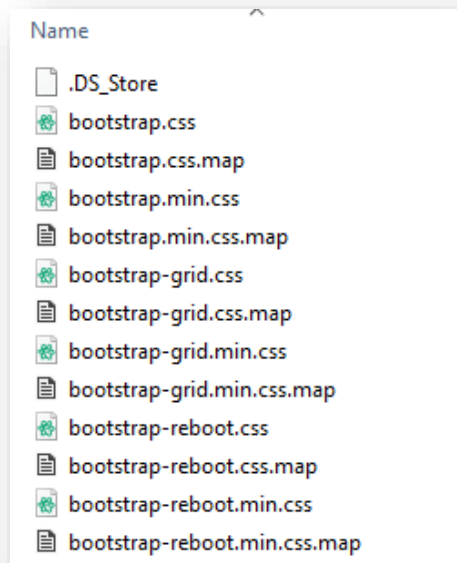 Name
.DS_Store
bootstrap.css
bootstrap.css.map
bootstrap.min.css
bootstrap.min.css.map
bootstrap-grid.css
bootstrap-grid.css.map
bootstrap-grid.min.css
bootstrap-grid.min.css.map
bootstrap-reboot.css
bootstrap-reboot.css.map
bootstrap-reboot.min.css
bootstrap-reboot.min.css.map